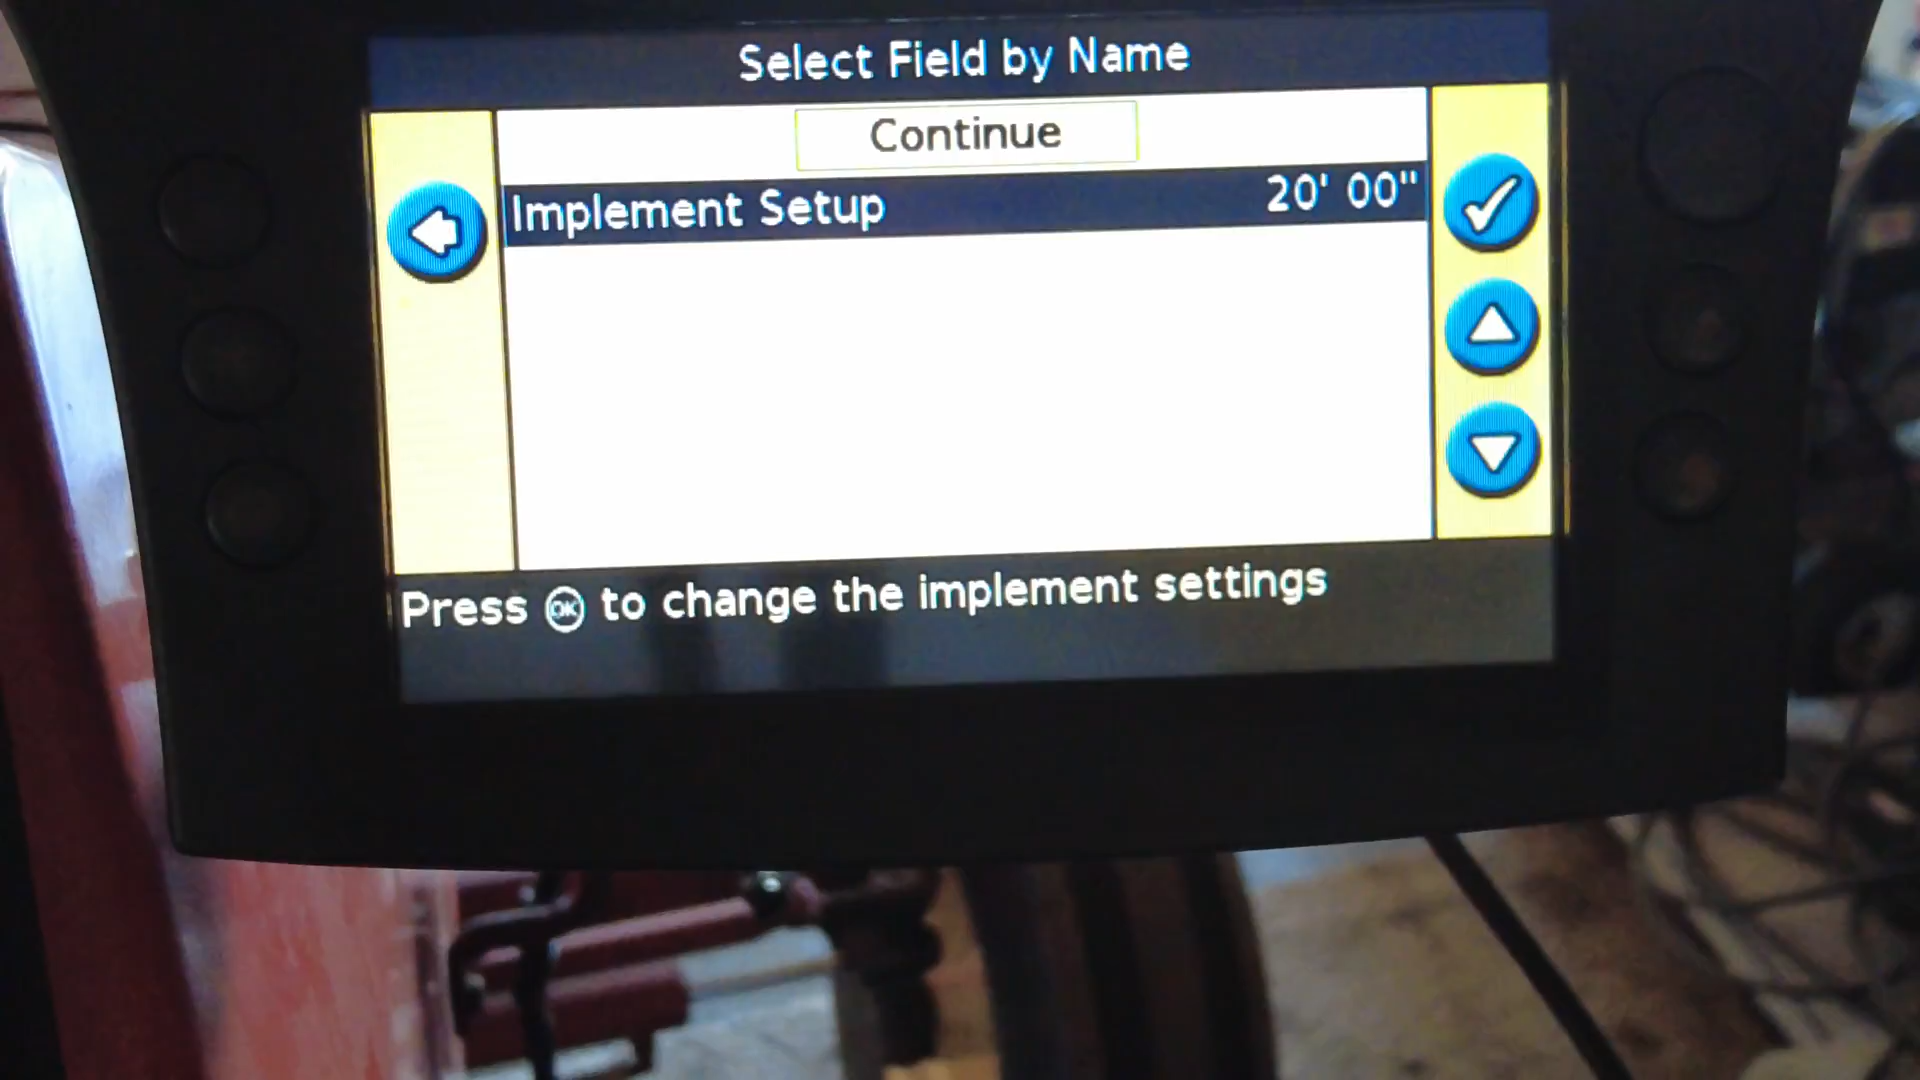 Select Field by Name
Continue
Implement Setup 20' 00"
Press OK to change the implement settings